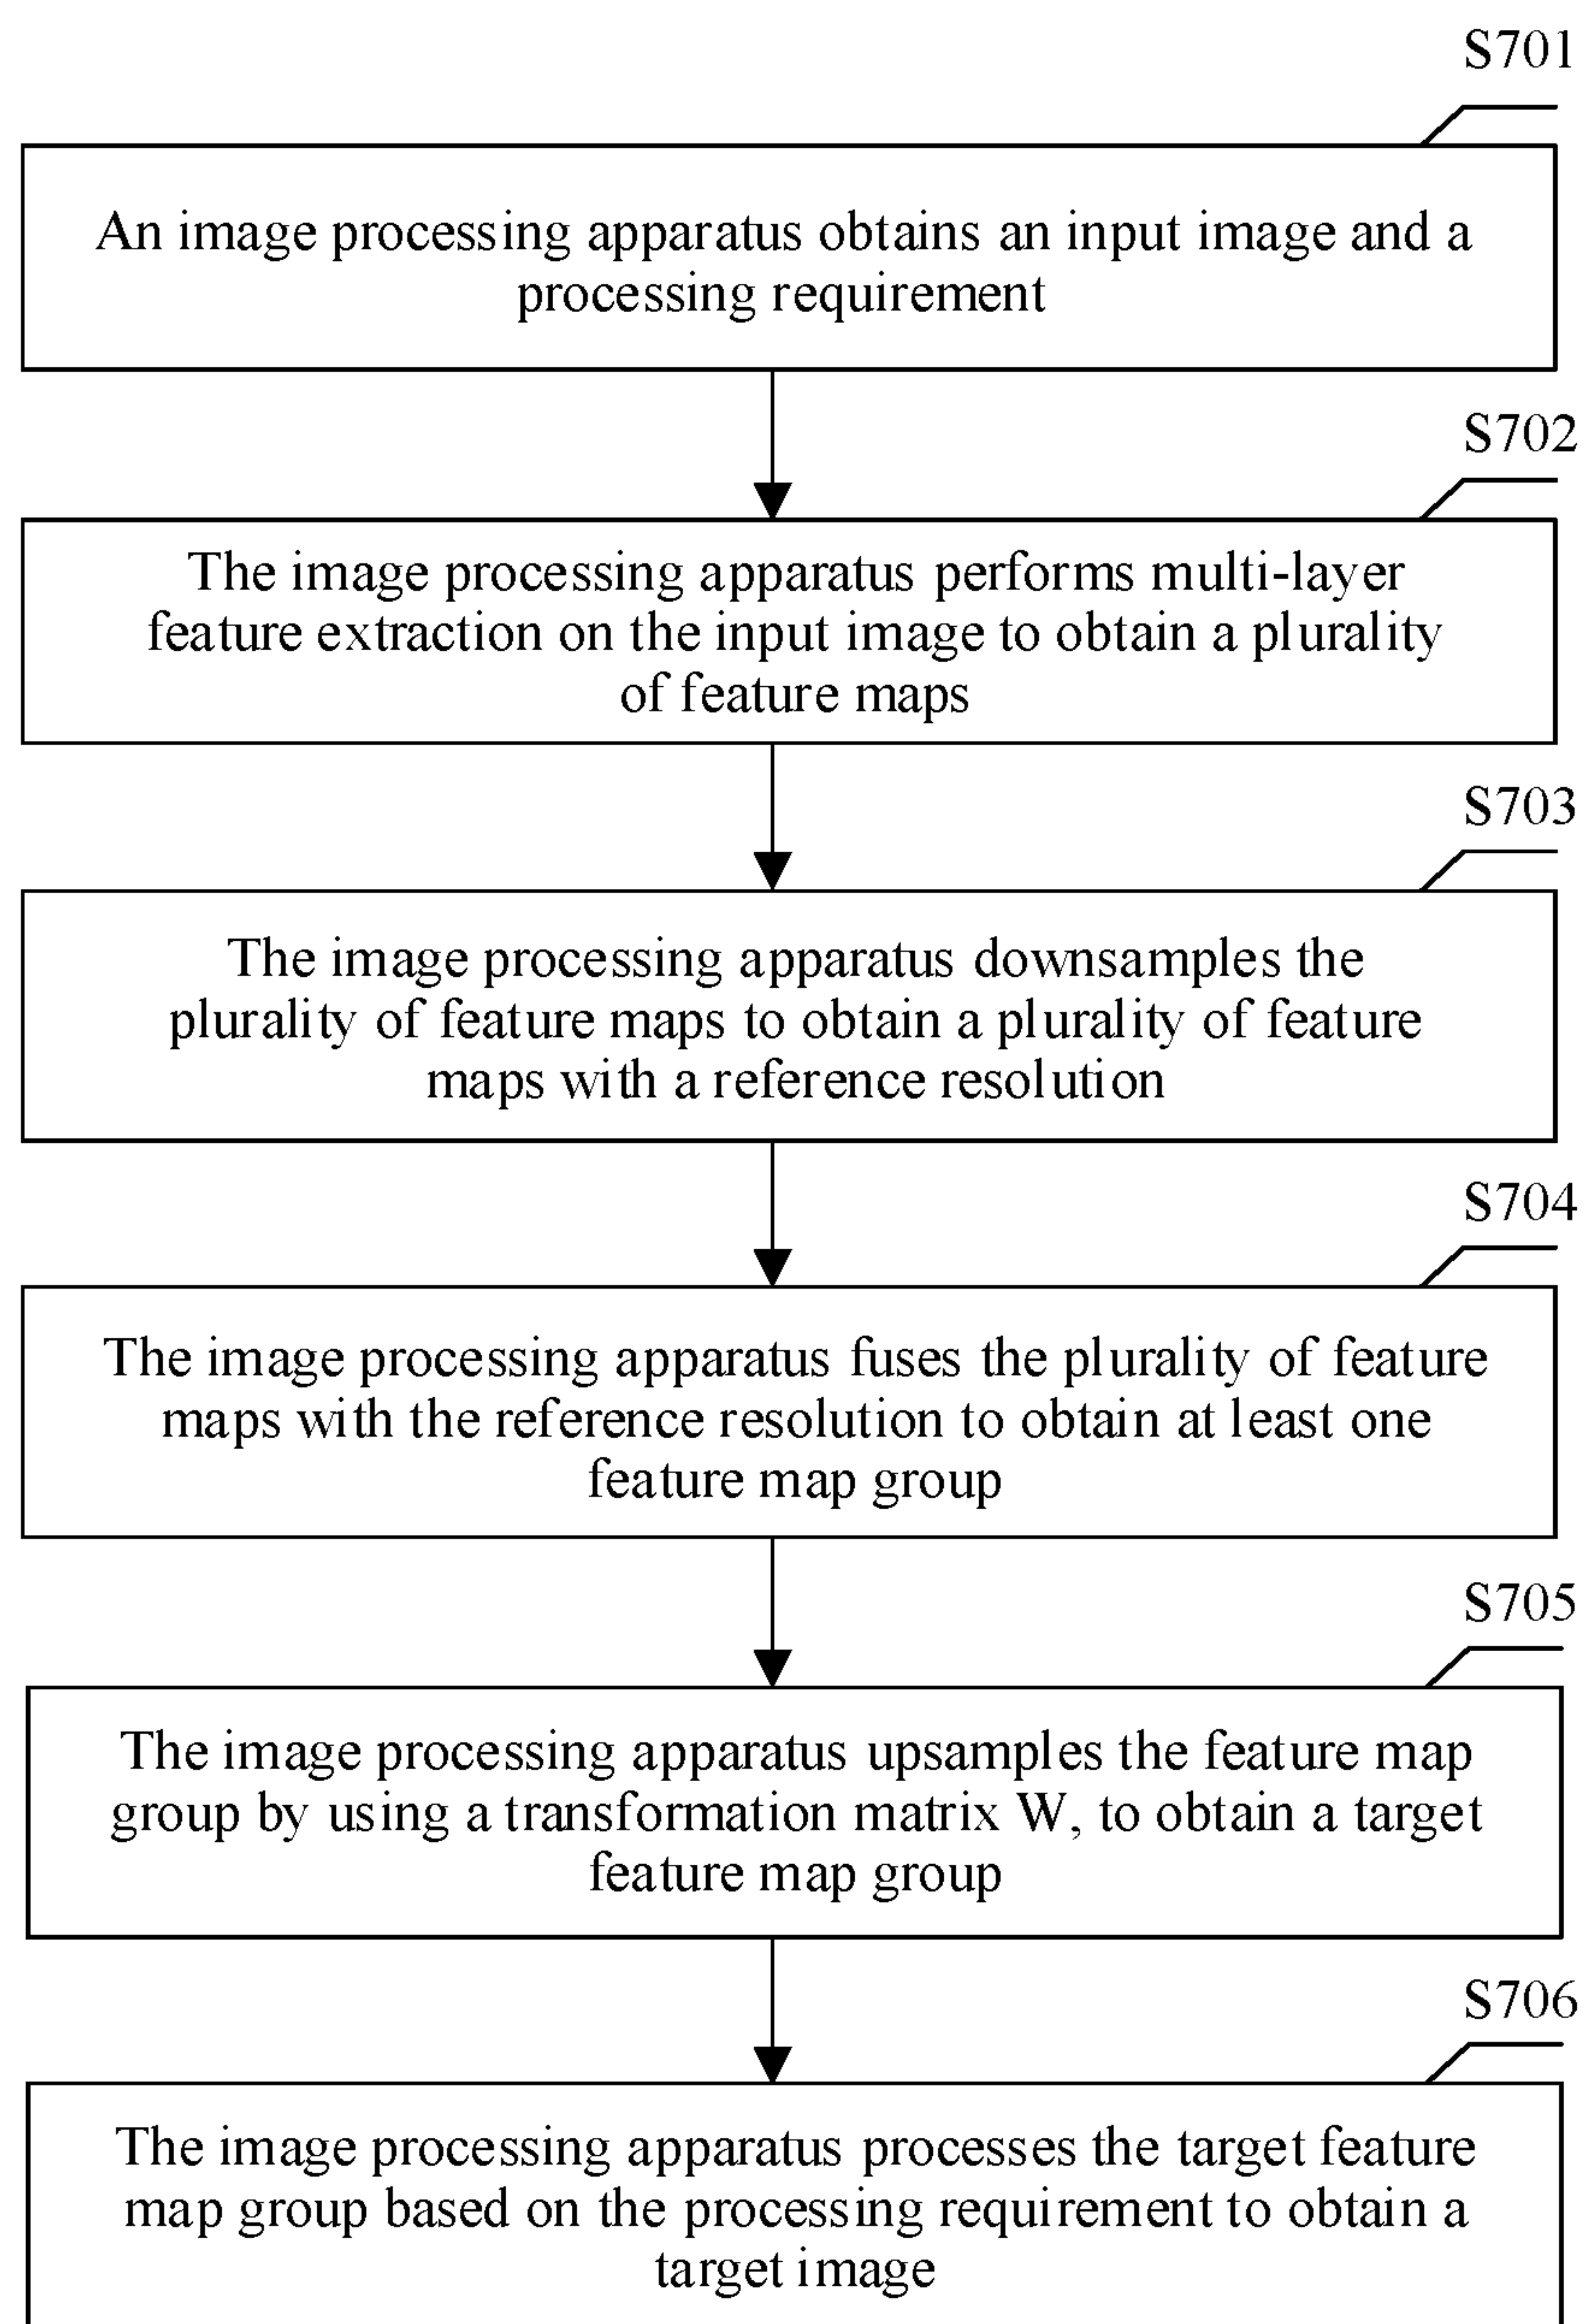 S701
An image processing apparatus obtains an input image and a
processing requirement
S702
The image processing apparatus performs multi-layer
feature extraction on the input image to obtain a plurality
of feature maps
S703
The image processing apparatus downsamples the
plurality of feature maps to obtain a plurality of feature
maps with a reference resolution
S704
The image processing apparatus fuses the plurality of feature
maps with the reference resolution to obtain at least one
feature map group
S705
The image processing apparatus upsamples the feature map
group by using a transformation matrix W, to obtain a target
feature map group
S706
The image processing apparatus processes the target feature
map group based on the processing requirement to obtain a
target image